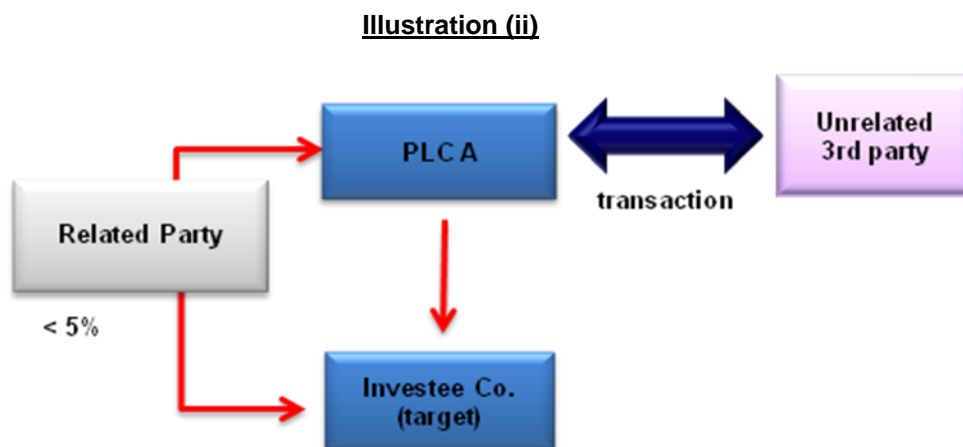 Illustration (ii)
PLC A
Unrelated
3rd party
transaction
Related Party
< 5%
Investee Co.
(target)